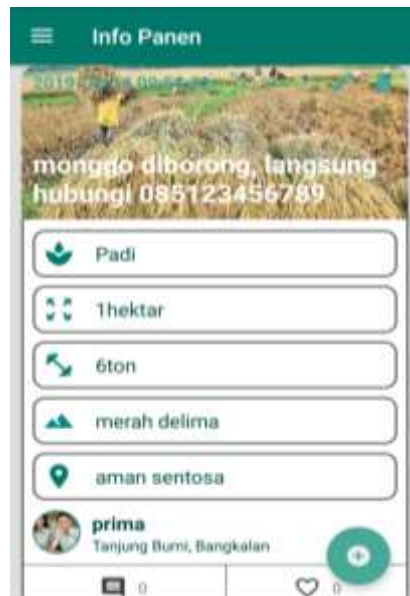 Info Panen
monggo diborong, langsung
hubungi 085123456789
Padi
1hektar
6ton
merah delima
aman sentosa
prima
Tanjung Bumi, Bangkalan
0
0